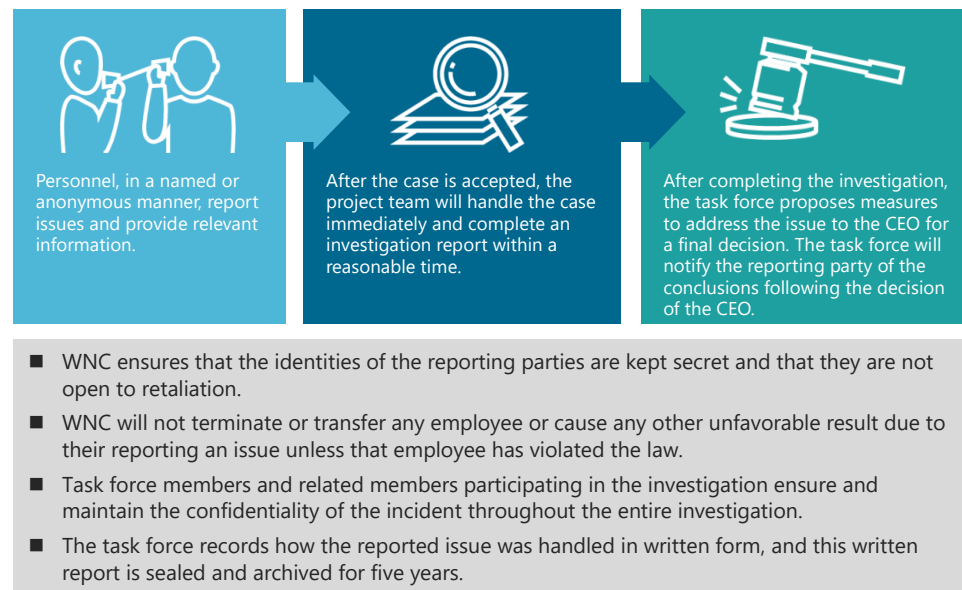 Personnel, in a named or
anonymous manner, report
issues and provide relevant
information.
After the case is accepted, the
project team will handle the case
immediately and complete an
investigation report within a
reasonable time.
After completing the investigation,
the task force proposes measures
to address the issue to the CEO for
a final decision. The task force will
notify the reporting party of the
conclusions following the decision
of the CEO.
■ WNC ensures that the identities of the reporting parties are kept secret and that they are not
open to retaliation.
■ WNC will not terminate or transfer any employee or cause any other unfavorable result due to
their reporting an issue unless that employee has violated the law.
■ Task force members and related members participating in the investigation ensure and
maintain the confidentiality of the incident throughout the entire investigation.
■ The task force records how the reported issue was handled in written form, and this written
report is sealed and archived for five years.